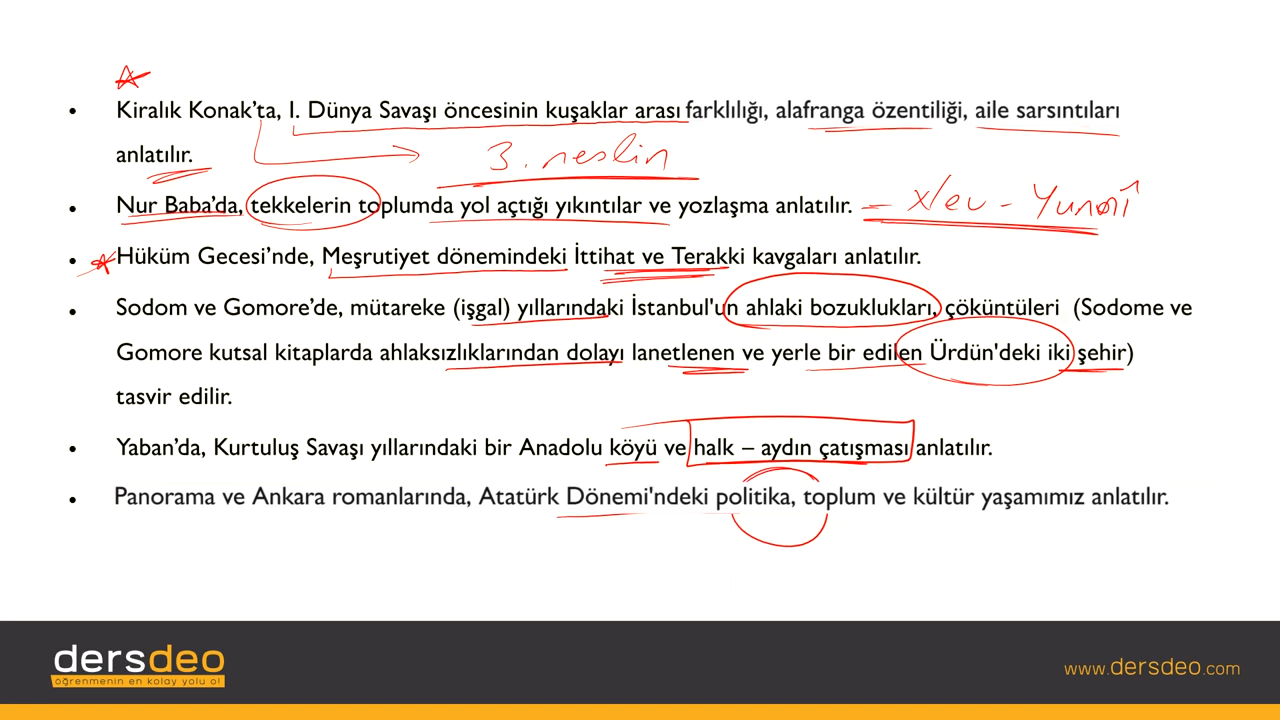 Kiralık Konak'ta, I. Dünya Savaşı öncesinin kuşaklar arası farklılığı, alafranga özentiliği, aile sarsıntıları
anlatılır.
3. neslin
Nur Baba'da, tekkelerin toplumda yol açtığı yıkıntılar ve yozlaşma anlatılır.
Hüküm Gecesi'nde, Meşrutiyet dönemindeki İttihat ve Terakki kavgaları anlatılır.
Sodom ve Gomore'de, mütareke (işgal) yıllarındaki İstanbul'un ahlaki bozuklukları, çöküntüleri (Sodome ve
Gomore kutsal kitaplarda ahlaksızlıklarından dolayı lanetlenen ve yerle bir edilen Ürdün'deki iki şehir)
tasvir edilir.
Yaban'da, Kurtuluş Savaşı yıllarındaki bir Anadolu köyü ve halk – aydın çatışması anlatılır.
Panorama ve Ankara romanlarında, Atatürk Dönemi'ndeki politika, toplum ve kültür yaşamımız anlatılır.
dersdeo
öğrenmenin en kolay yolu o!
www.dersdeo.com